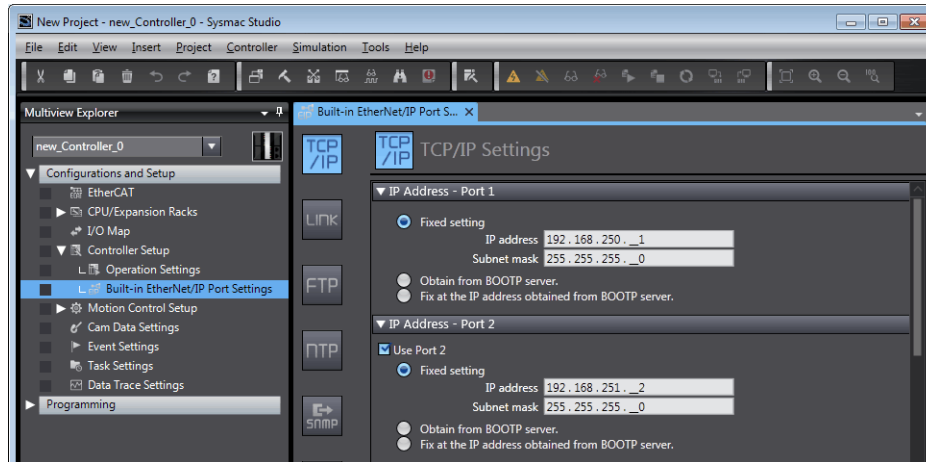 New Project - new_Controller_0 - Sysmac Studio
File Edit View Insert Project Controller Simulation Tools Help
Multiview Explorer
new_Controller_0
Configurations and Setup
EtherCAT
CPU/Expansion Racks
I/O Map
Controller Setup
Operation Settings
Built-in EtherNet/IP Port Settings
Motion Control Setup
Cam Data Settings
Event Settings
Task Settings
Data Trace Settings
Programming
Built-in EtherNet/IP Port S...
TCP/IP
LINK
FTP
NTP
SNMP
TCP/IP TCP/IP Settings
IP Address - Port 1
Fixed setting
IP address 192 . 168 . 250 . _1
Subnet mask 255 . 255 . 255 . _0
Obtain from BOOTP server.
Fix at the IP address obtained from BOOTP server.
IP Address - Port 2
Use Port 2
Fixed setting
IP address 192 . 168 . 251 . _2
Subnet mask 255 . 255 . 255 . _0
Obtain from BOOTP server.
Fix at the IP address obtained from BOOTP server.